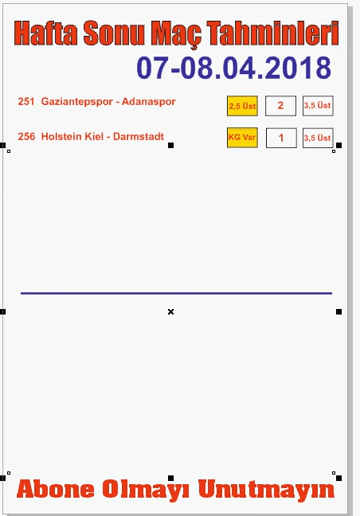 Hafta Sonu Maç Tahminleri
07-08.04.2018
251 Gaziantepspor - Adanaspor 2,5 Üst 2 3,5 Üst
256 Holstein Kiel - Darmstadt KG Var 1 3,5 Üst
Abone Olmayı Unutmayın